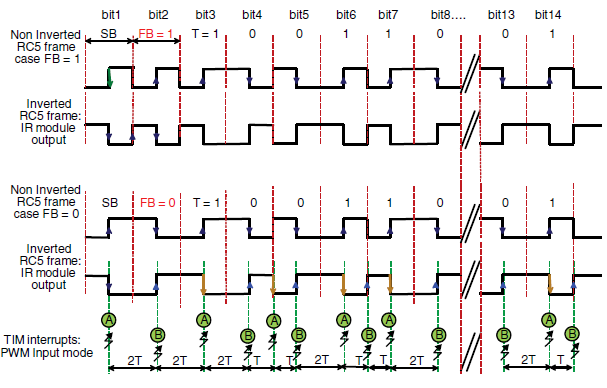 bit1 bit2 bit3 bit4 bit5 bit6 bit7 bit8.... bit13 bit14
Non Inverted
RC5 frame
case FB = 1
SB FB = 1 T = 1 0 0 1 1 0 0 1
Inverted
RC5 frame:
IR module
output
Non Inverted
RC5 frame
case FB = 0
SB FB = 0 T = 1 0 0 1 1 0 0 1
Inverted
RC5 frame:
IR module
output
A B A B A B A B A B B A B
TIM interrupts:
PWM Input mode
2T 2T 2T T T 2T T T 2T 2T T